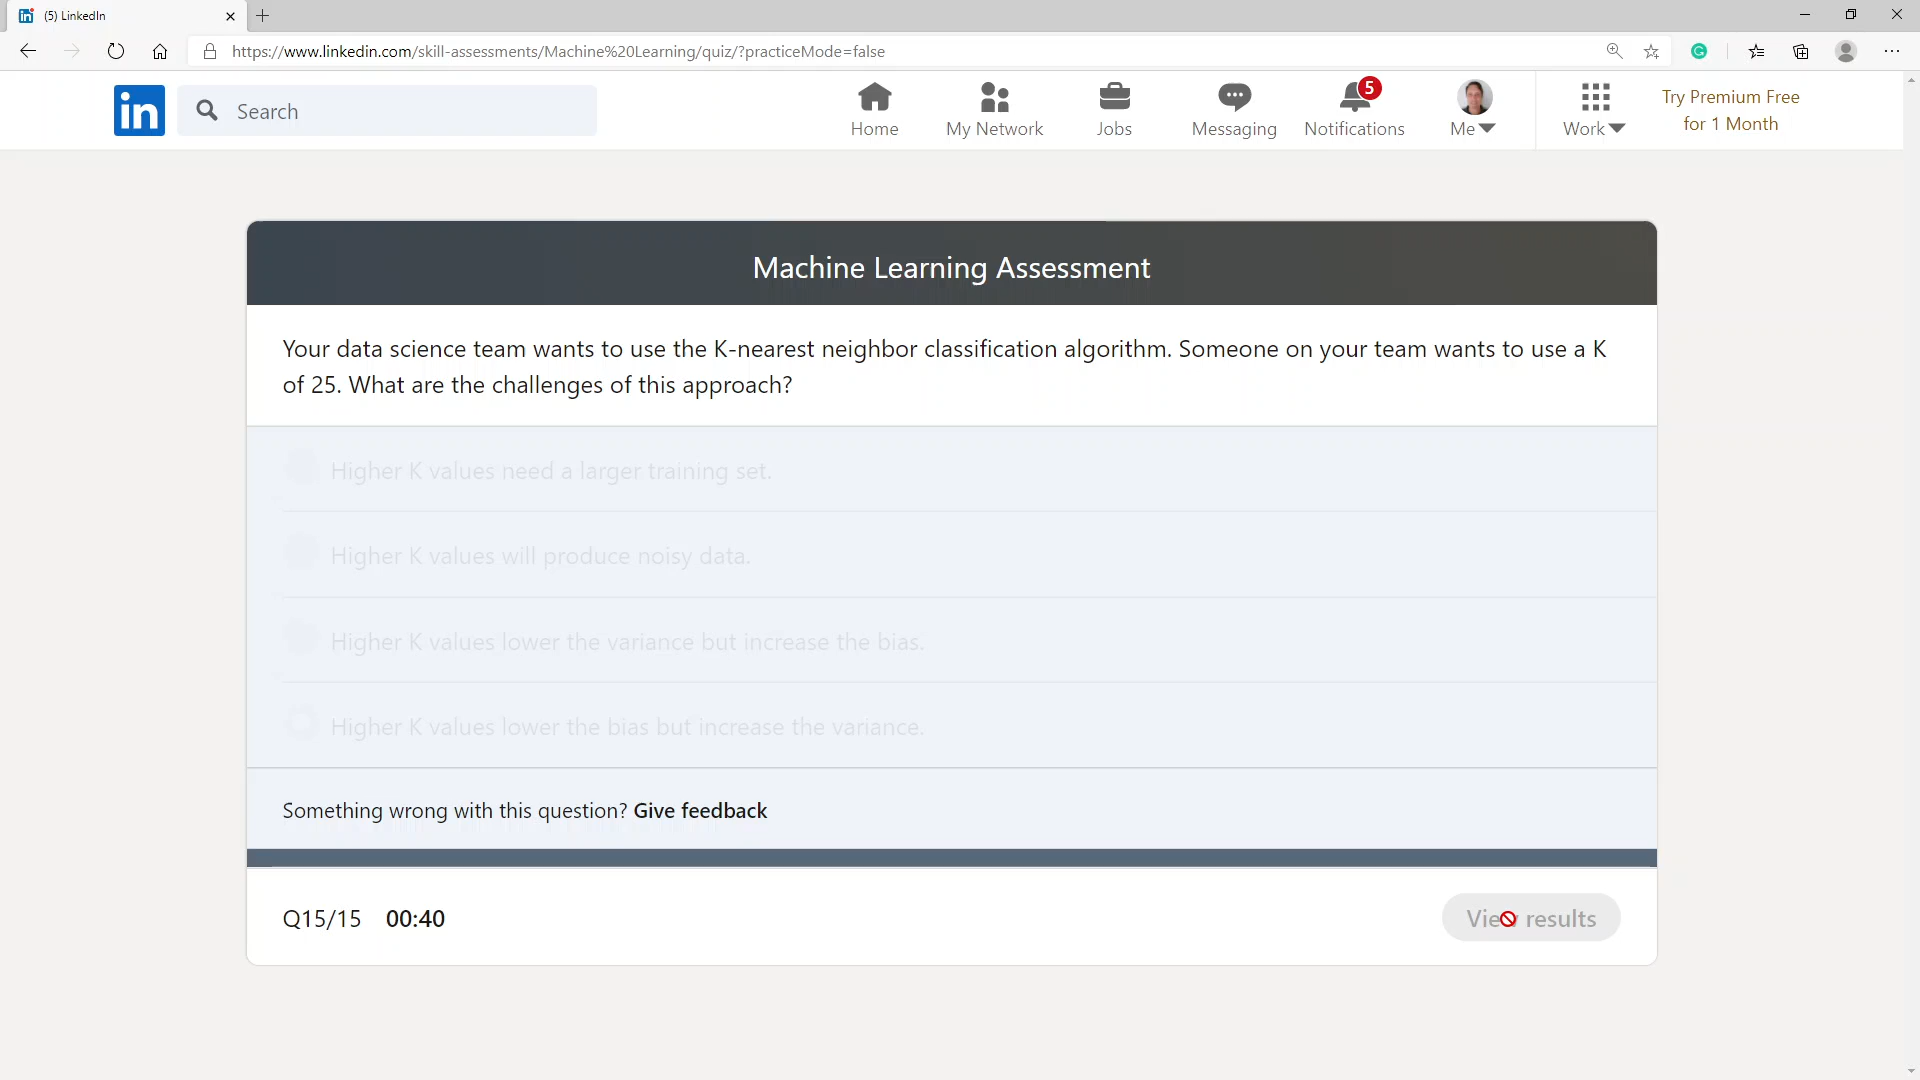 (5) LinkedIn
https://www.linkedin.com/skill-assessments/Machine%20Learning/quiz/?practiceMode=false
in
Search
Home
My Network
Jobs
Messaging
5
Notifications
Me
Work
Try Premium Free
for 1 Month
Machine Learning Assessment
Your data science team wants to use the K-nearest neighbor classification algorithm. Someone on your team wants to use a K
of 25. What are the challenges of this approach?
Higher K values need a larger training set.
Higher K values will produce noisy data.
Higher K values lower the variance but increase the bias.
Higher K values lower the bias but increase the variance.
Something wrong with this question? Give feedback
Q15/15 00:40
View results